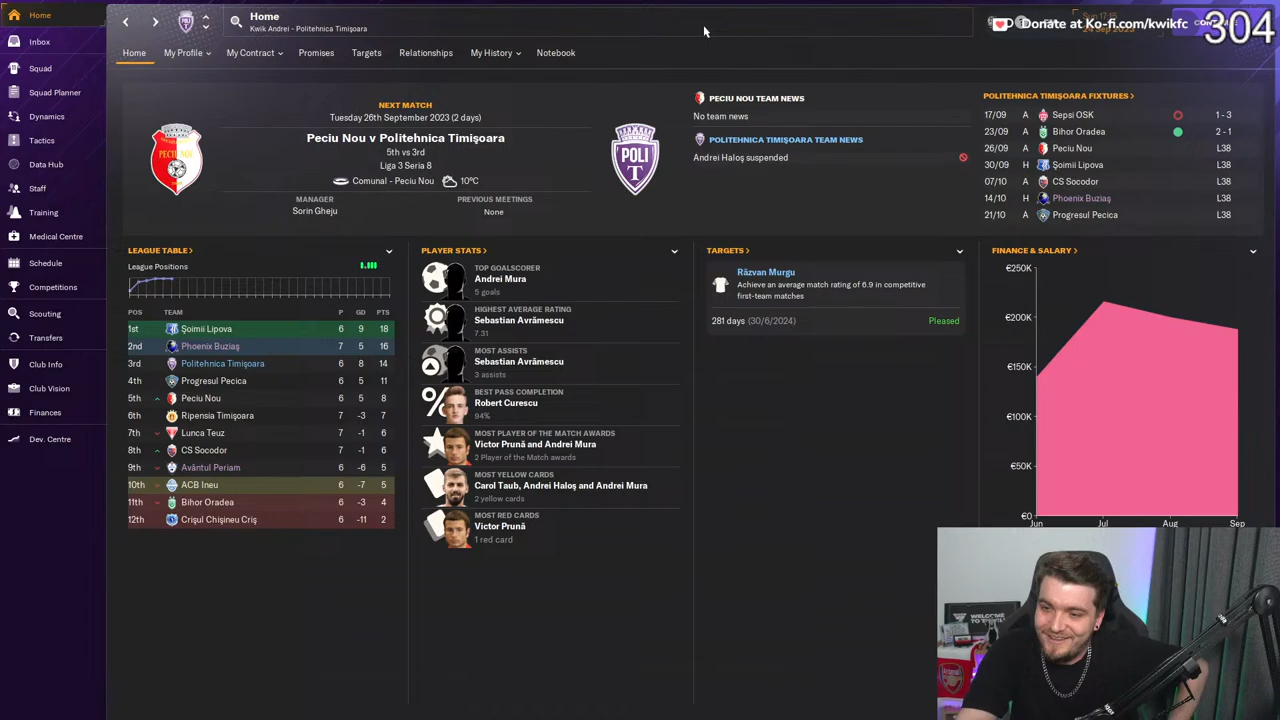 Home
Inbox
Squad
Squad Planner
Dynamics
Tactics
Data Hub
Staff
Training
Medical Centre
Schedule
Competitions
Scouting
Transfers
Club Info
Club Vision
Finances
Dev. Centre
Home
Kwik Andrei - Politehnica Timișoara
Donate at Ko-fi.com/kwikfc
304
Home My Profile My Contract Promises Targets Relationships My History Notebook
POLI
T
PECIU NOU
NEXT MATCH
Tuesday 26th September 2023 (2 days)
Peciu Nou v Politehnica Timișoara
5th vs 3rd
Liga 3 Seria 8
Comunal - Peciu Nou 10°C
MANAGER
Sorin Gheju
PREVIOUS MEETINGS
None
PECIU NOU TEAM NEWS
No team news
POLITEHNICA TIMIȘOARA TEAM NEWS
Andrei Haloș suspended
POLITEHNICA TIMIȘOARA FIXTURES >
17/09 A Sepsi OSK 1 - 3
23/09 A Bihor Oradea 2 - 1
26/09 A Peciu Nou L38
30/09 H Șoimii Lipova L38
07/10 A CS Socodor L38
14/10 H Phoenix Buziaș L38
21/10 A Progresul Pecica L38
LEAGUE TABLE >
League Positions
POS TEAM P GD PTS
1st Șoimii Lipova 6 9 18
2nd Phoenix Buziaș 7 5 16
3rd Politehnica Timișoara 6 8 14
4th Progresul Pecica 6 5 11
5th Peciu Nou 6 5 8
6th Ripensia Timișoara 7 -3 7
7th Lunca Teuz 7 -1 6
8th CS Socodor 7 -1 6
9th Avântul Periam 6 -6 5
10th ACB Ineu 6 -7 5
11th Bihor Oradea 6 -3 4
12th Crișul Chișineu Criș 6 -11 2
PLAYER STATS >
TOP GOALSCORER
Andrei Mura
5 goals
HIGHEST AVERAGE RATING
Sebastian Avrămescu
7.31
MOST ASSISTS
Sebastian Avrămescu
3 assists
BEST PASS COMPLETION
Robert Curescu
94%
MOST PLAYER OF THE MATCH AWARDS
Victor Prună and Andrei Mura
2 Player of the Match awards
MOST YELLOW CARDS
Carol Taub, Andrei Haloș and Andrei Mura
2 yellow cards
MOST RED CARDS
Victor Prună
1 red card
TARGETS >
Răzvan Murgu
Achieve an average match rating of 6.9 in competitive
first-team matches
281 days (30/6/2024) Pleased
FINANCE & SALARY >
€250K
€200K
€150K
€100K
€50K
€0
Jun Jul Aug Sep
WELCOME